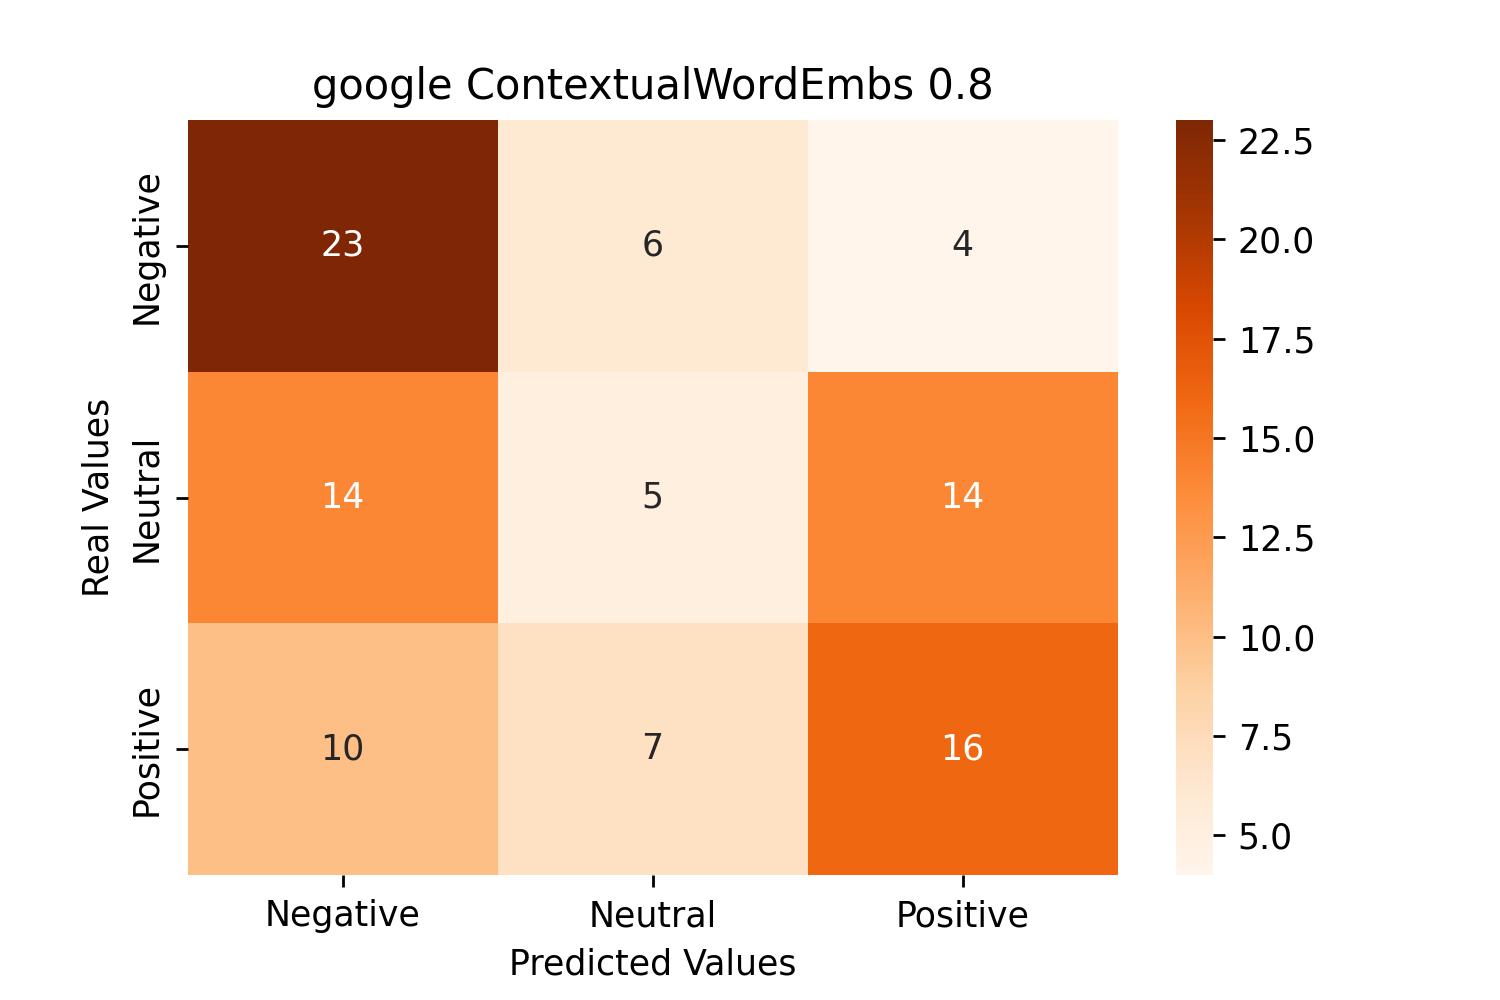 google ContextualWordEmbs 0.8
Real Values
Negative
23 6 4
Neutral
14 5 14
Positive
10 7 16
Negative Neutral Positive
Predicted Values
22.5
20.0
17.5
15.0
12.5
10.0
7.5
5.0